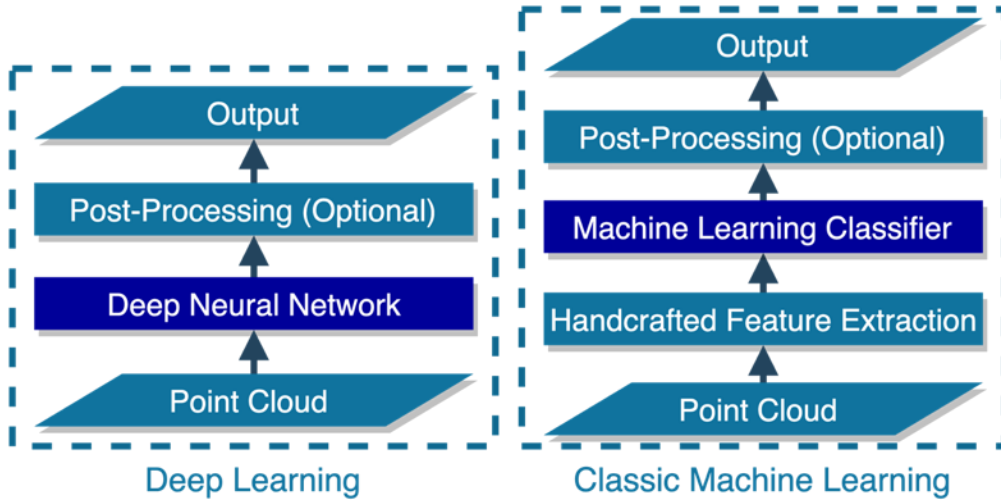 Output
Post-Processing (Optional)
Deep Neural Network
Point Cloud
Deep Learning
Output
Post-Processing (Optional)
Machine Learning Classifier
Handcrafted Feature Extraction
Point Cloud
Classic Machine Learning